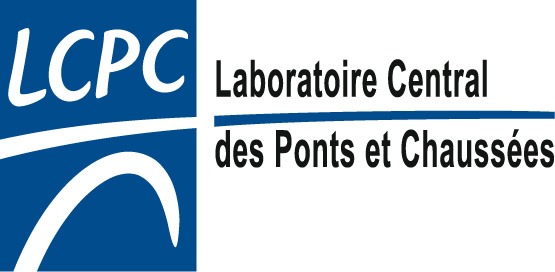 LCPC
Laboratoire Central
des Ponts et Chaussées